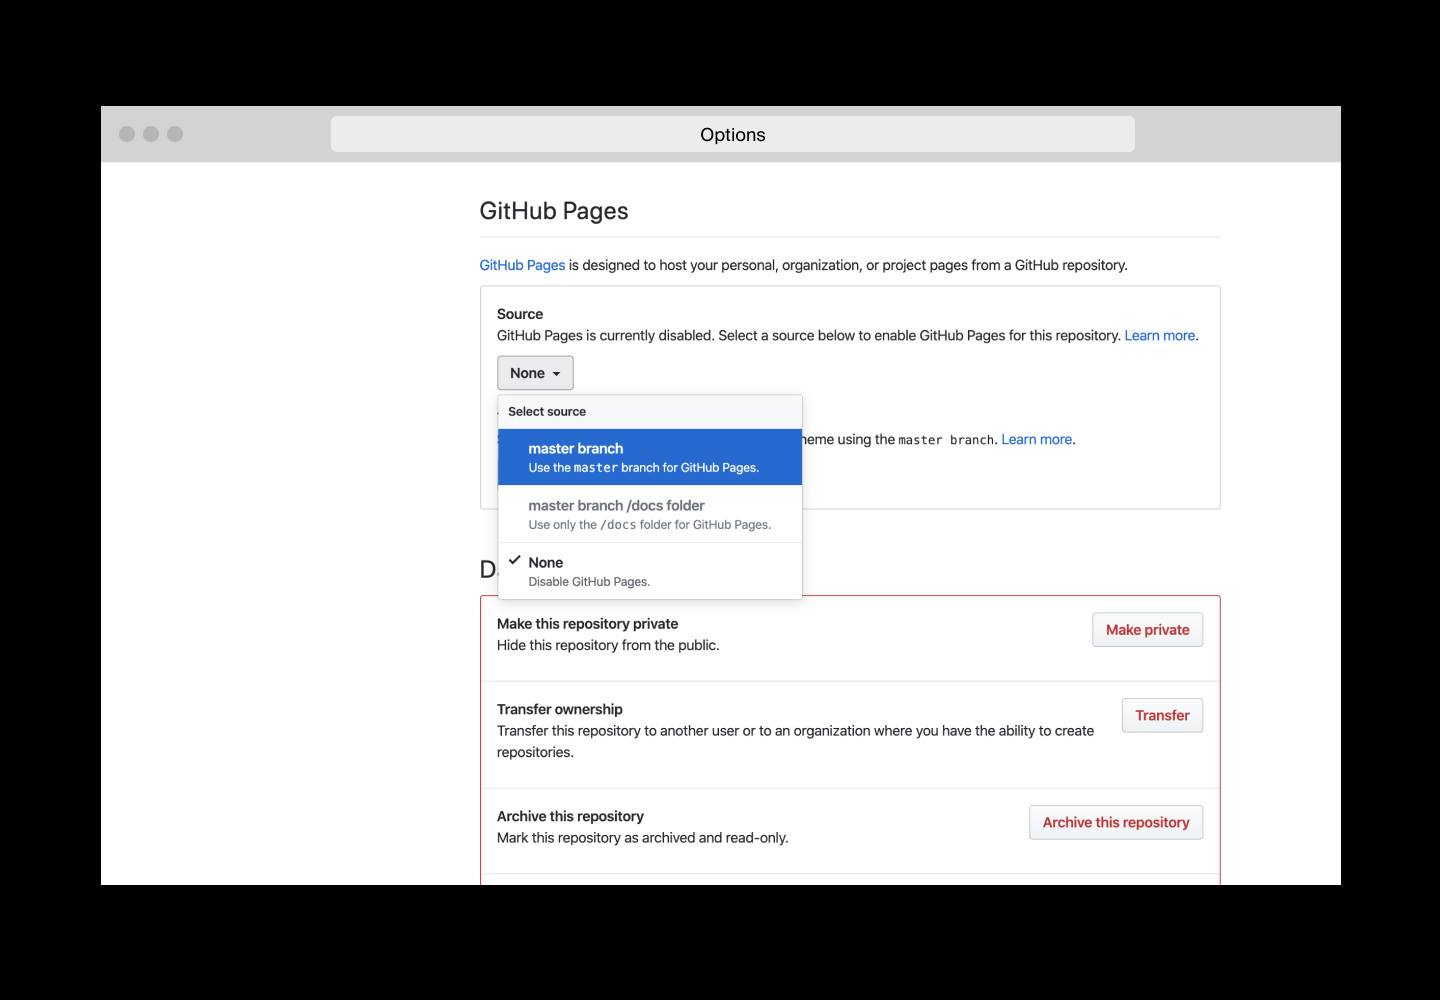 Options
GitHub Pages
GitHub Pages is designed to host your personal, organization, or project pages from a GitHub repository.
Source
GitHub Pages is currently disabled. Select a source below to enable GitHub Pages for this repository. Learn more.
None
Select source
master branch
Use the master branch for GitHub Pages.
using the master branch. Learn more.
master branch /docs folder
Use only the /docs folder for GitHub Pages.
None
Disable GitHub Pages.
Make this repository private
Make private
Hide this repository from the public.
Transfer ownership
Transfer
Transfer this repository to another user or to an organization where you have the ability to create
repositories.
Archive this repository
Archive this repository
Mark this repository as archived and read-only.